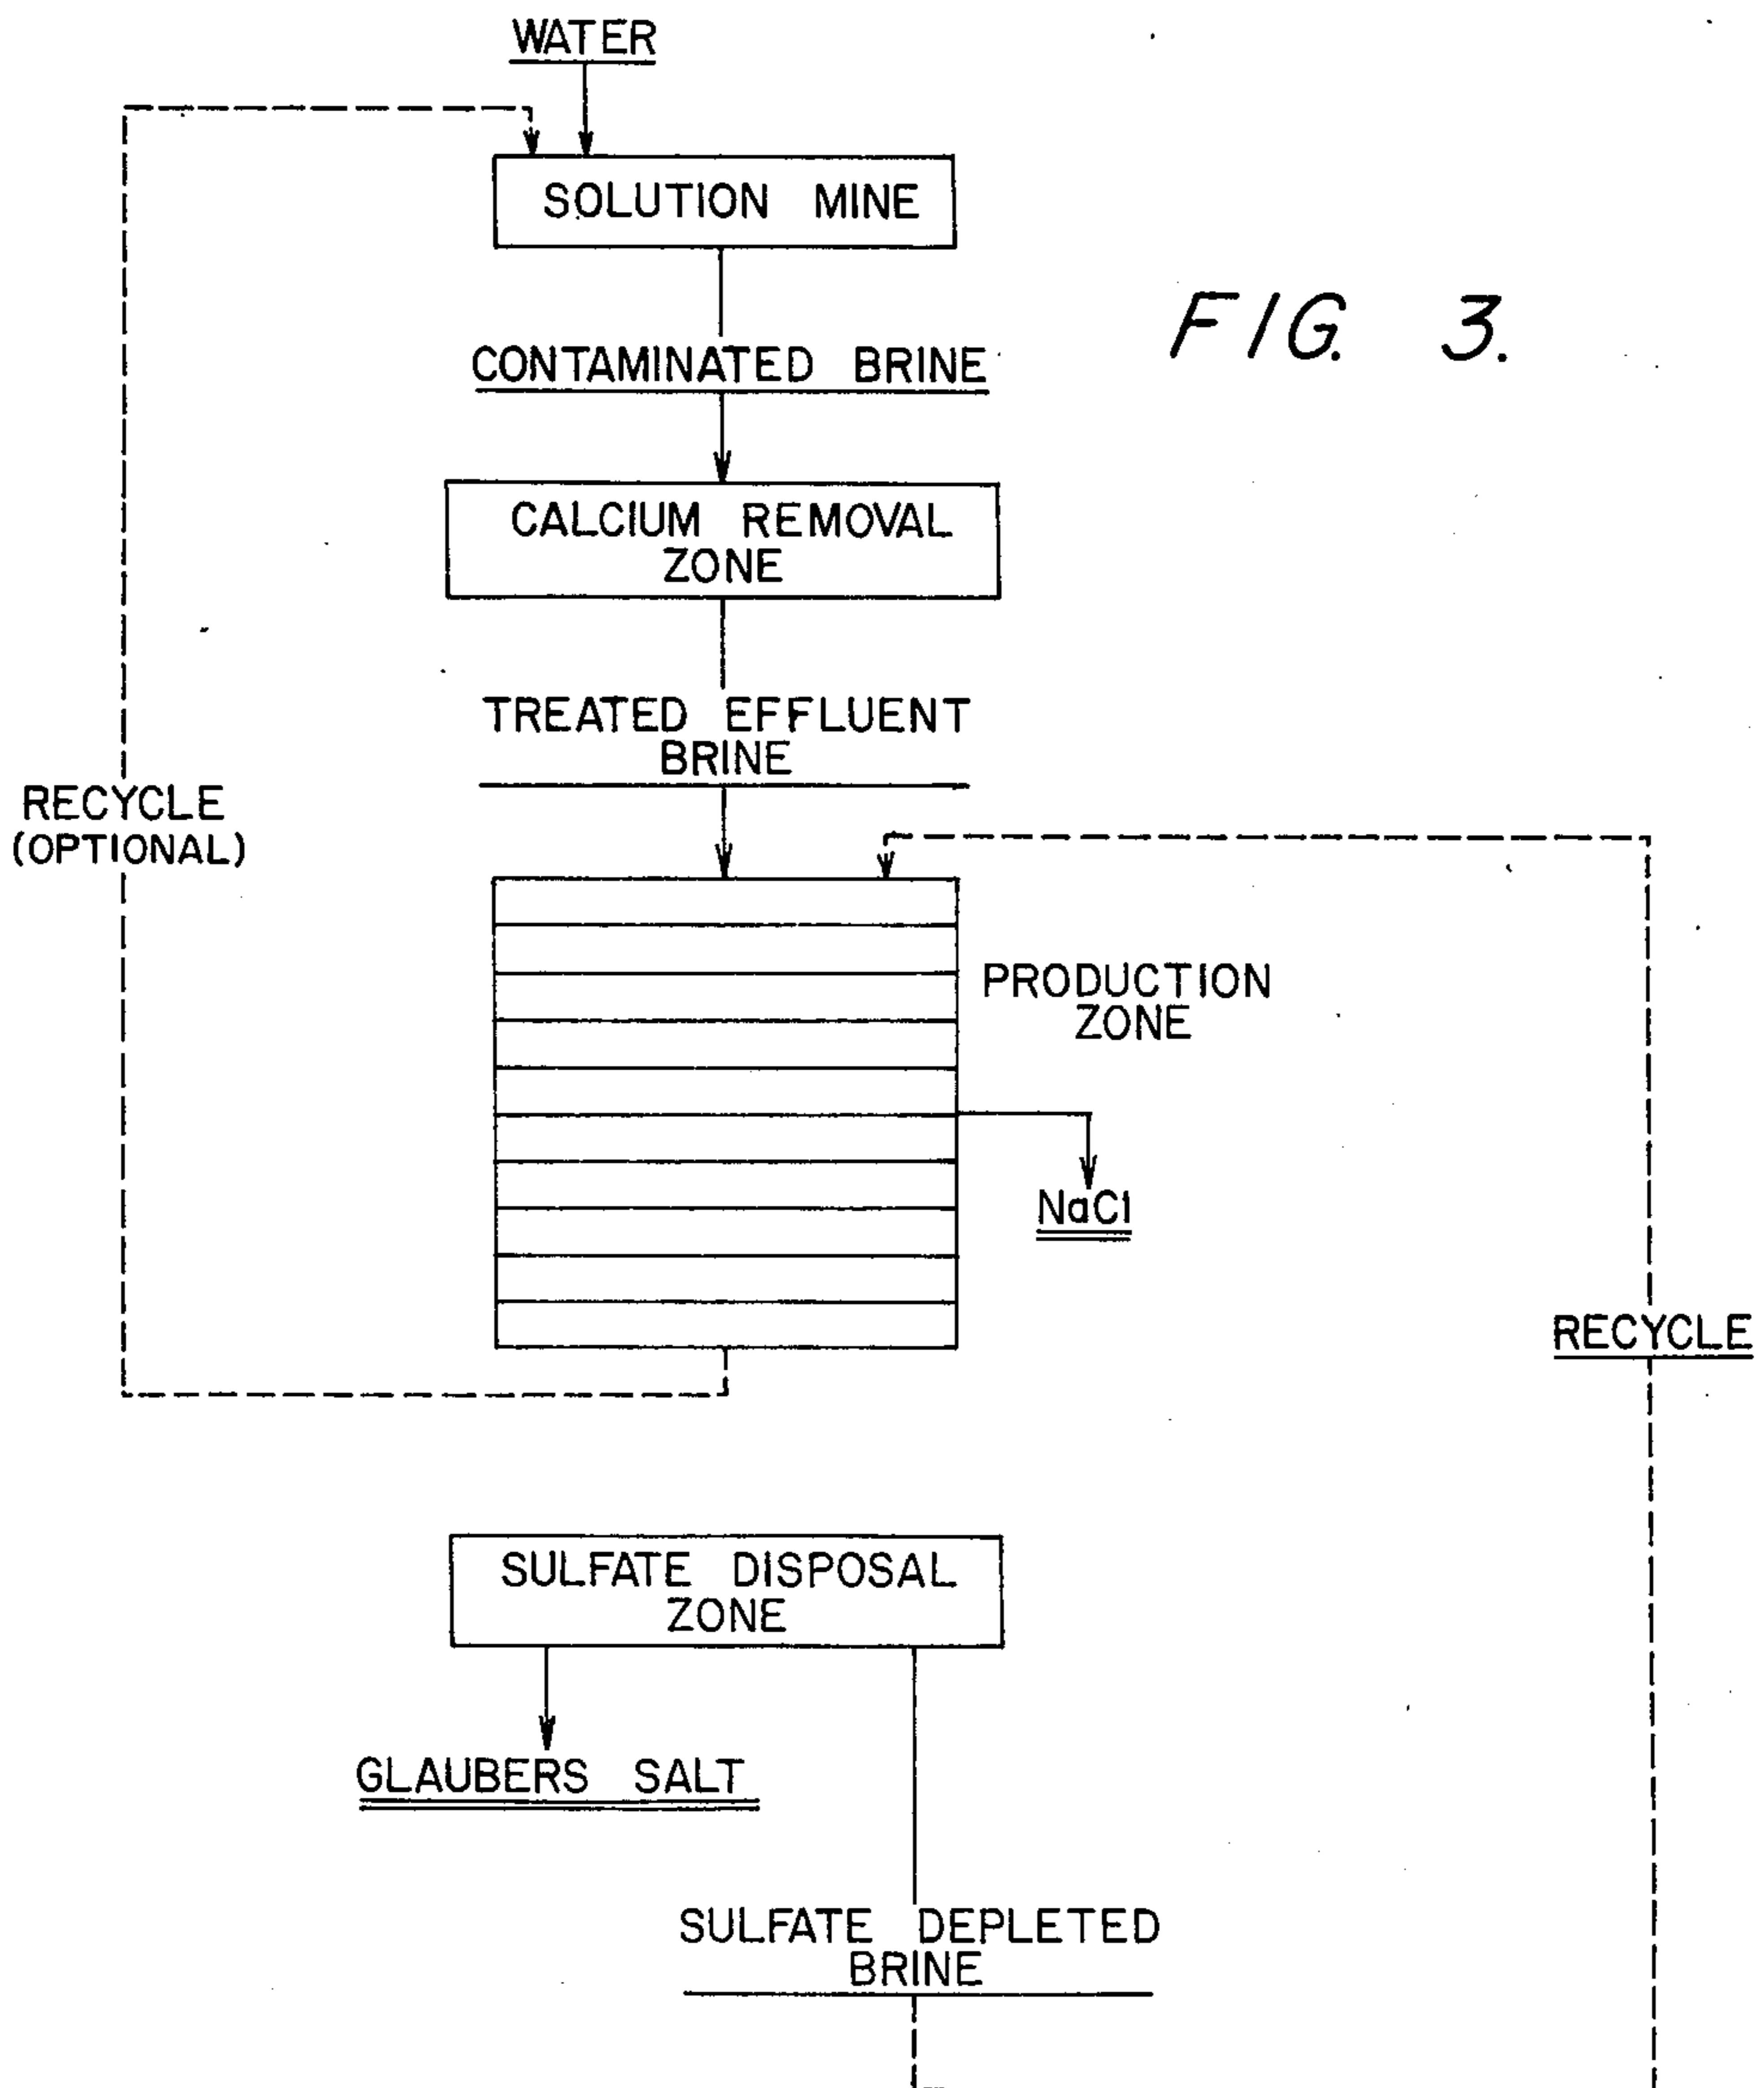 WATER
SOLUTION MINE
FIG. 3.
CONTAMINATED BRINE
CALCIUM REMOVAL
ZONE
TREATED EFFLUENT
BRINE
RECYCLE
(OPTIONAL)
PRODUCTION
ZONE
NaCl
RECYCLE
SULFATE DISPOSAL
ZONE
GLAUBERS SALT
SULFATE DEPLETED
BRINE